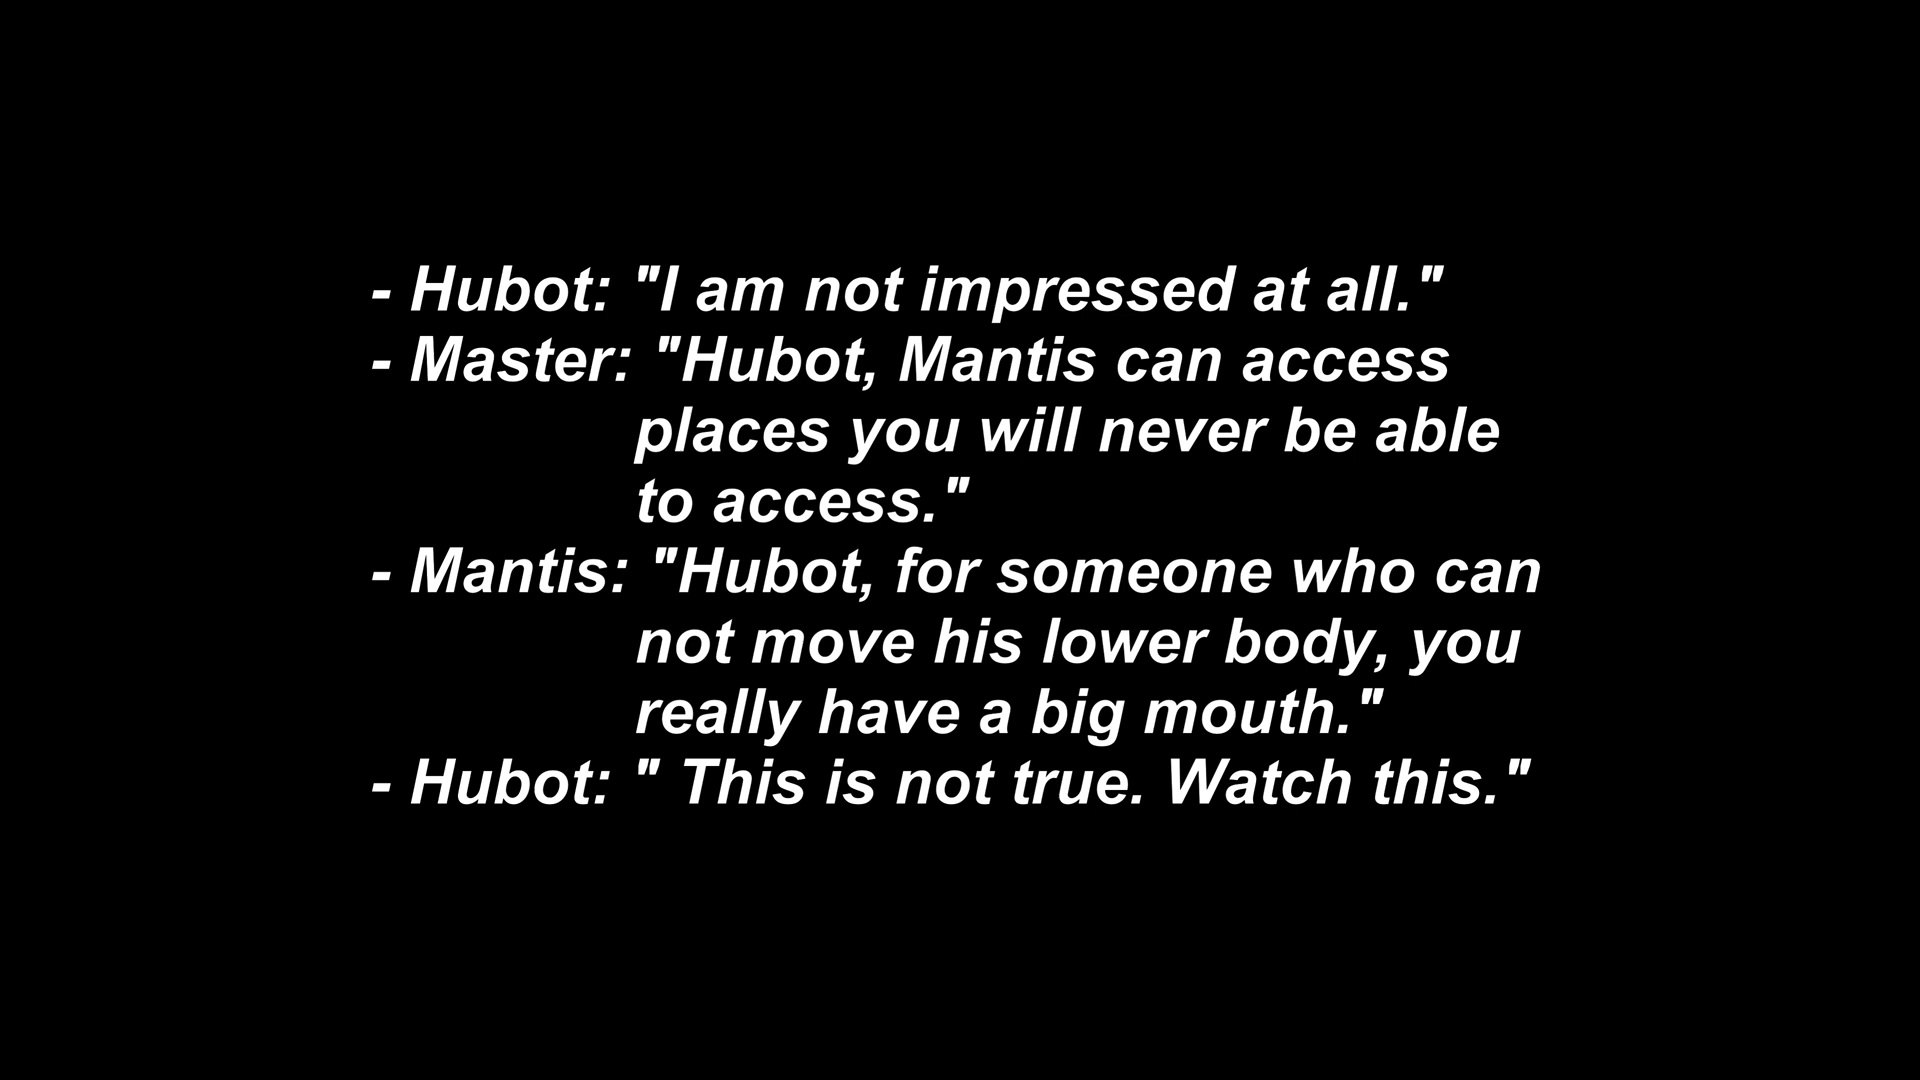 - Hubot: "I am not impressed at all."
- Master: "Hubot, Mantis can access
places you will never be able
to access."
- Mantis: "Hubot, for someone who can
not move his lower body, you
really have a big mouth."
- Hubot: " This is not true. Watch this."